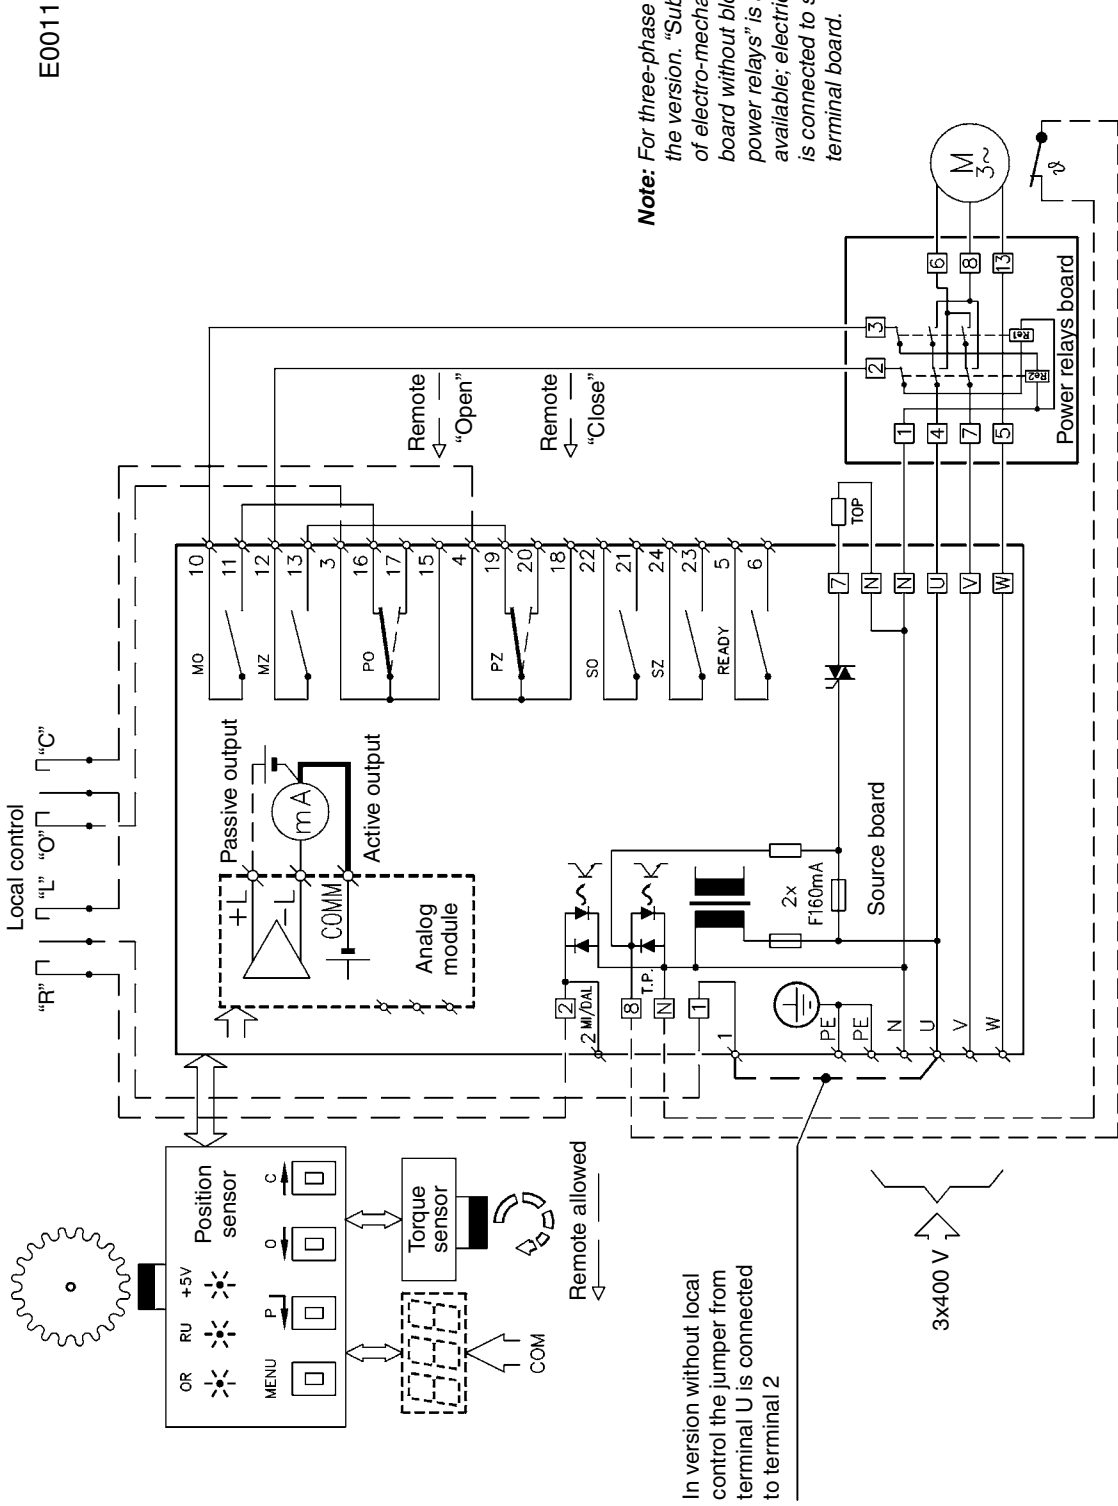 E0011
Note: For three-phase
the version. "Sub
of electro-mecha
board without blo
power relays" is
available; electric
is connected to s
terminal board.
Local control
"R"
"L"
"O"
"C"
Position
sensor
OR
RU
+5V
MENU
P
O
C
Torque
sensor
COM
Remote allowed
Analog
module
+L
-L
COMM
mA
Passive output
Active output
MO
MZ
PO
PZ
SO
SZ
READY
10
11
12
13
3
16
17
15
4
19
20
18
22
21
24
23
5
6
Remote
"Open"
Remote
"Close"
2
2 MI/DAL
8
T.P.
N
1
1
PE
PE
N
U
V
W
2x
F160mA
Source board
7
N
N
U
V
W
TOP
2
3
1
4
7
5
6
8
13
Re1
Re2
Power relays board
M
3~
ϑ
In version without local
control the jumper from
terminal U is connected
to terminal 2
3x400 V